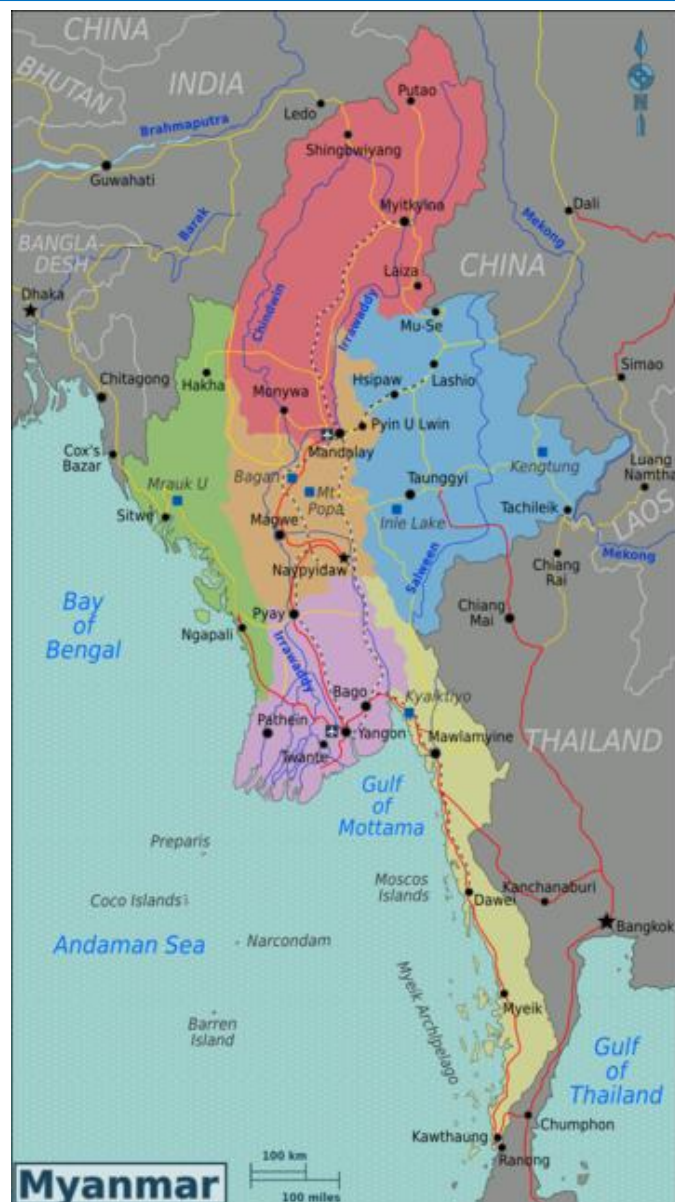 CHINA
BHUTAN
INDIA
Putao
Ledo
Brahmaputra
Shingbwiyang
N
Guwahati
Dali
Myitkyina
Mekong
Barak
BANGLA-
DESH
CHINA
Laiza
Dhaka
Chindwin
Irrawaddy
Mu-Se
Simao
Hsipaw
Lashio
Chitagong
Hakha
Monywa
Pyin U Lwin
Mandalay
Cox's
Bazar
Kengtung
Luang
Namtha
Bagan
Mrauk U
Mt
Popa
Taunggyi
Sitwe
Inle Lake
Tachileik
LAOS
Magwe
Salween
Mekong
Naypyidaw
Chiang
Rai
Bay
of
Bengal
Pyay
Chiang
Mai
Ngapali
Irrawaddy
Bago
Kyaiktiyo
Pathein
Yangon
Mawlamyine
THAILAND
Twante
Gulf
of
Mottama
Preparis
Moscos
Islands
Kanchanaburi
Coco Islands
Dawei
Bangkok
Andaman Sea
Narcondam
Myeik Archipelago
Myeik
Barren
Island
Gulf
of
Thailand
Chumphon
Kawthaung
Ranong
100 km
Myanmar
100 miles